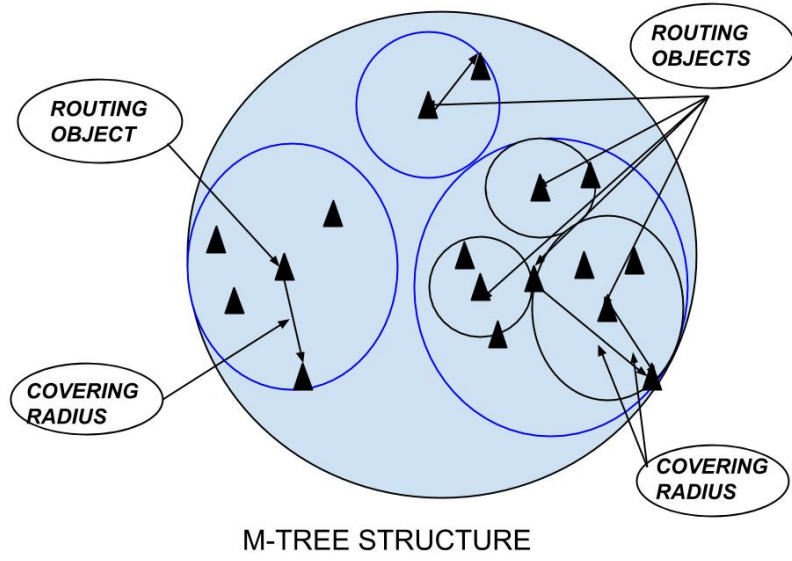 ROUTING
OBJECTS
ROUTING
OBJECT
COVERING
RADIUS
COVERING
RADIUS
M-TREE STRUCTURE